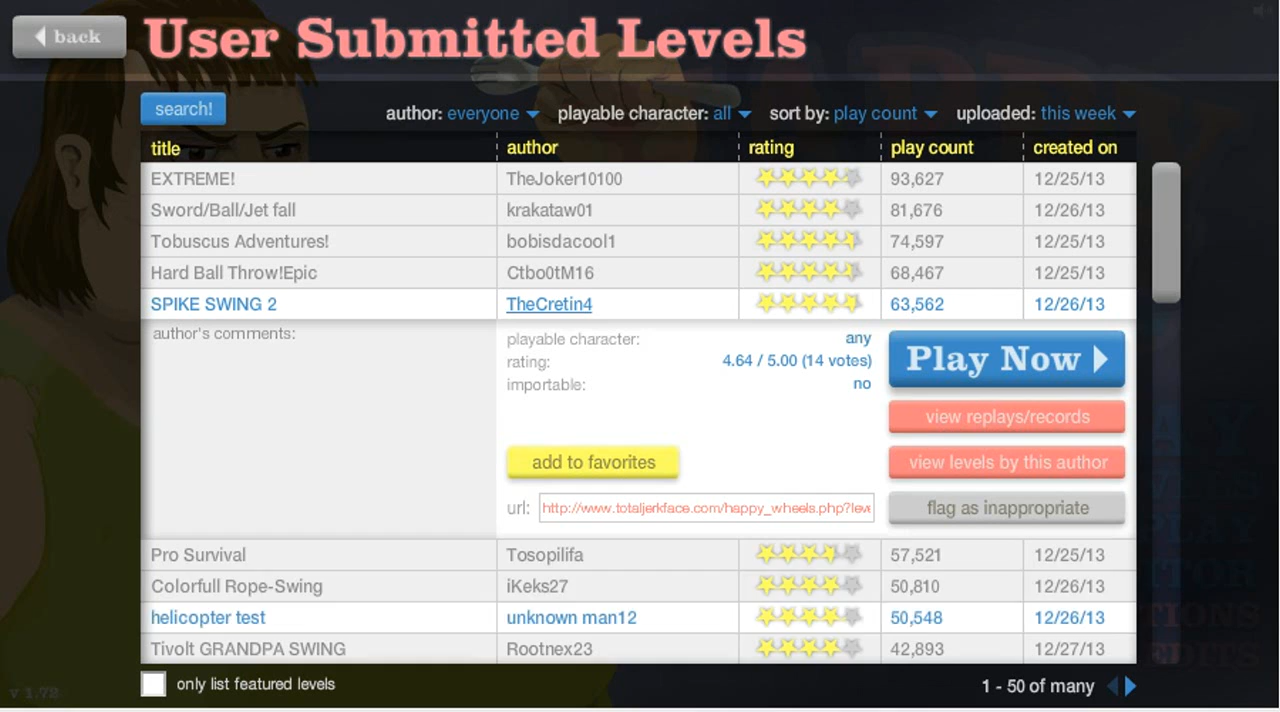 back
User Submitted Levels
search!
author: everyone playable character: all sort by: play count uploaded: this week
title author rating play count created on
EXTREME! TheJoker10100 93,627 12/25/13
Sword/Ball/Jet fall krakataw01 81,676 12/26/13
Tobuscus Adventures! bobisdacool1 74,597 12/25/13
Hard Ball Throw!Epic Ctbo0tM16 68,467 12/25/13
SPIKE SWING 2 TheCretin4 63,562 12/26/13
author's comments:
playable character: any
rating: 4.64 / 5.00 (14 votes)
importable: no
Play Now
view replays/records
add to favorites
view levels by this author
url: http://www.totaljerkface.com/happy_wheels.php?leve
flag as inappropriate
Pro Survival Tosopilifa 57,521 12/25/13
Colorfull Rope-Swing iKeks27 50,810 12/26/13
helicopter test unknown man12 50,548 12/26/13
Tivolt GRANDPA SWING Rootnex23 42,893 12/27/13
only list featured levels
1 - 50 of many
v 1.72